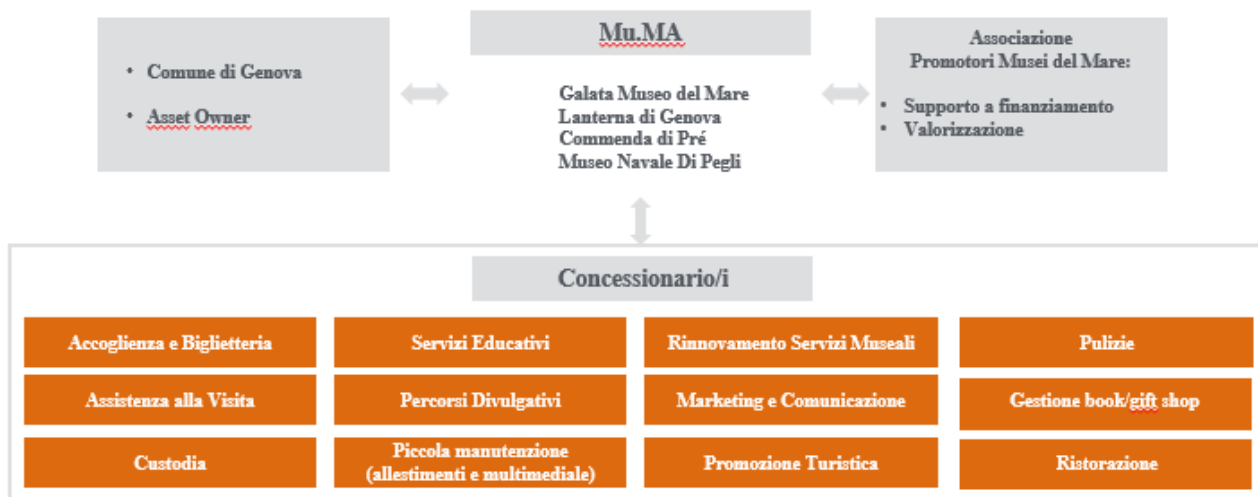 Mu.MA
• Comune di Genova
• Asset Owner
Galata Museo del Mare
Lanterna di Genova
Commenda di Pré
Museo Navale Di Pegli
Associazione
Promotori Musei del Mare:
• Supporto a finanziamento
• Valorizzazione
Concessionario/i
Accoglienza e Biglietteria
Servizi Educativi
Rinnovamento Servizi Museali
Pulizie
Assistenza alla Visita
Percorsi Divulgativi
Marketing e Comunicazione
Gestione book/gift shop
Custodia
Piccola manutenzione
(allestimenti e multimediale)
Promozione Turistica
Ristorazione